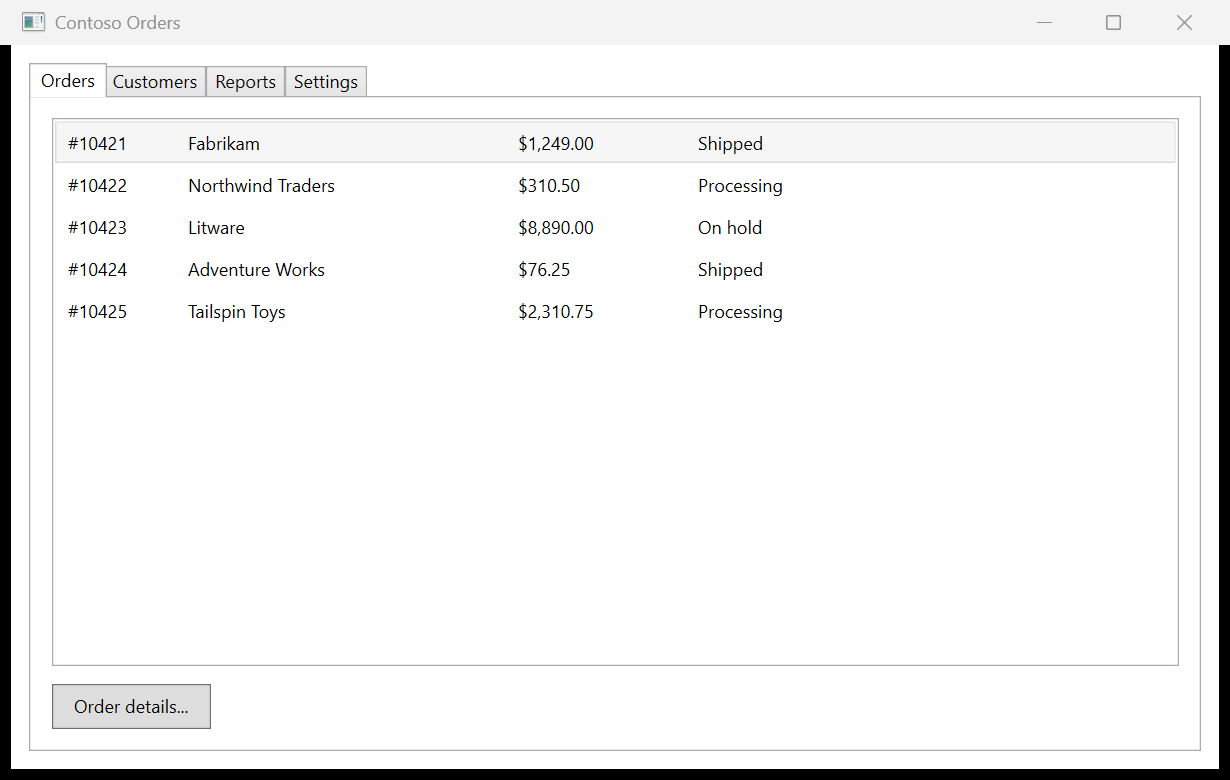 Contoso Orders
Orders Customers Reports Settings
#10421 Fabrikam $1,249.00 Shipped
#10422 Northwind Traders $310.50 Processing
#10423 Litware $8,890.00 On hold
#10424 Adventure Works $76.25 Shipped
#10425 Tailspin Toys $2,310.75 Processing
Order details...